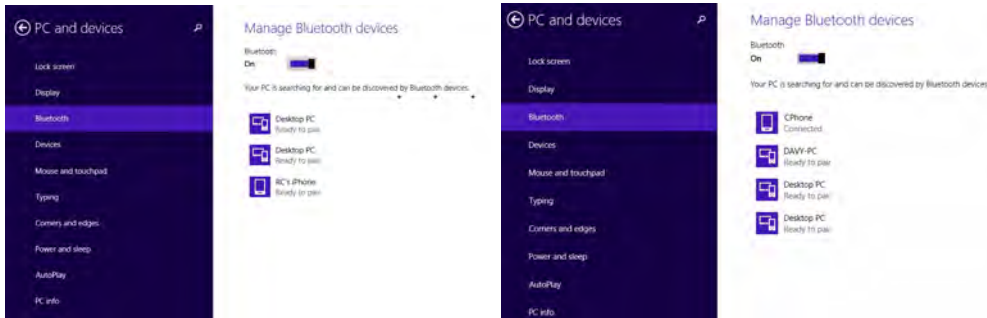 PC and devices
Lock screen
Display
Bluetooth
Devices
Mouse and touchpad
Typing
Corners and edges
Power and sleep
AutoPlay
PC info
Manage Bluetooth devices
Bluetooth
On
Your PC is searching for and can be discovered by Bluetooth devices.
Desktop PC
Ready to pair
Desktop PC
Ready to pair
RC's iPhone
Ready to pair
PC and devices
Lock screen
Display
Bluetooth
Devices
Mouse and touchpad
Typing
Corners and edges
Power and sleep
AutoPlay
PC info
Manage Bluetooth devices
Bluetooth
On
Your PC is searching for and can be discovered by Bluetooth devices
CPhone
Connected
DAVY-PC
Ready to pair
Desktop PC
Ready to pair
Desktop PC
Ready to pair